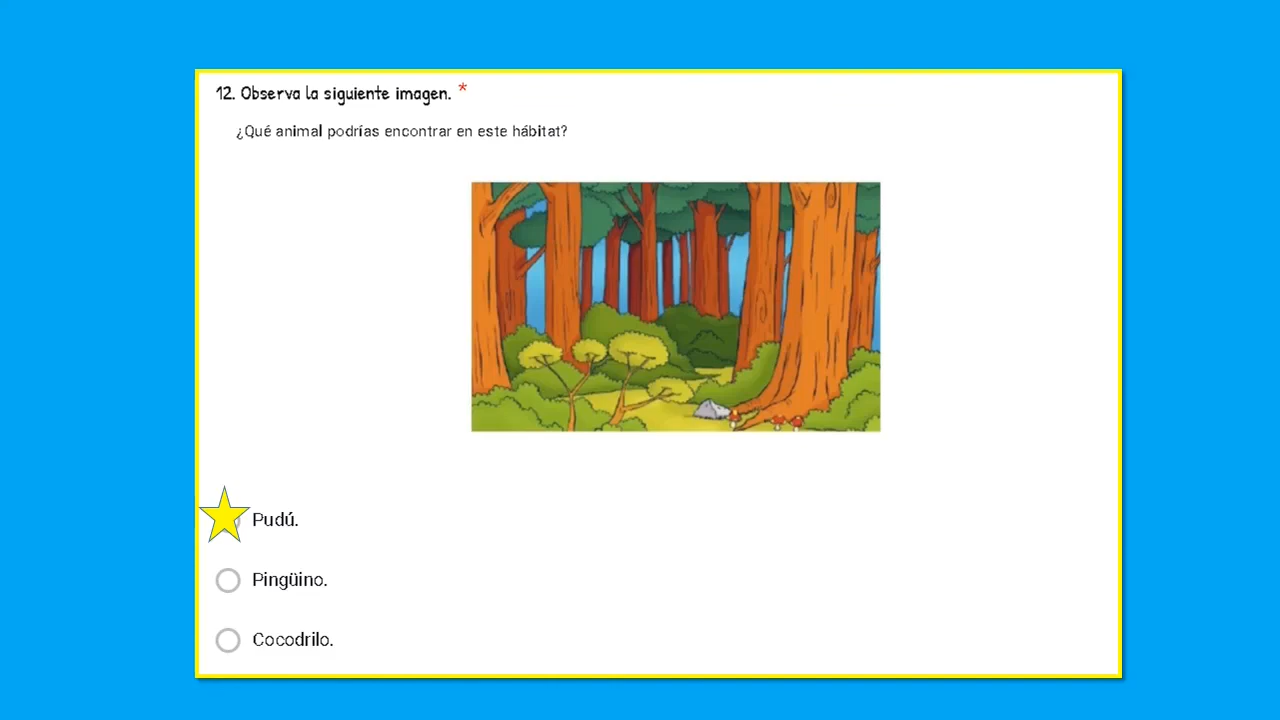 12. Observa la siguiente imagen. *
¿Qué animal podrías encontrar en este hábitat?
Pudú.
Pingüino.
Cocodrilo.